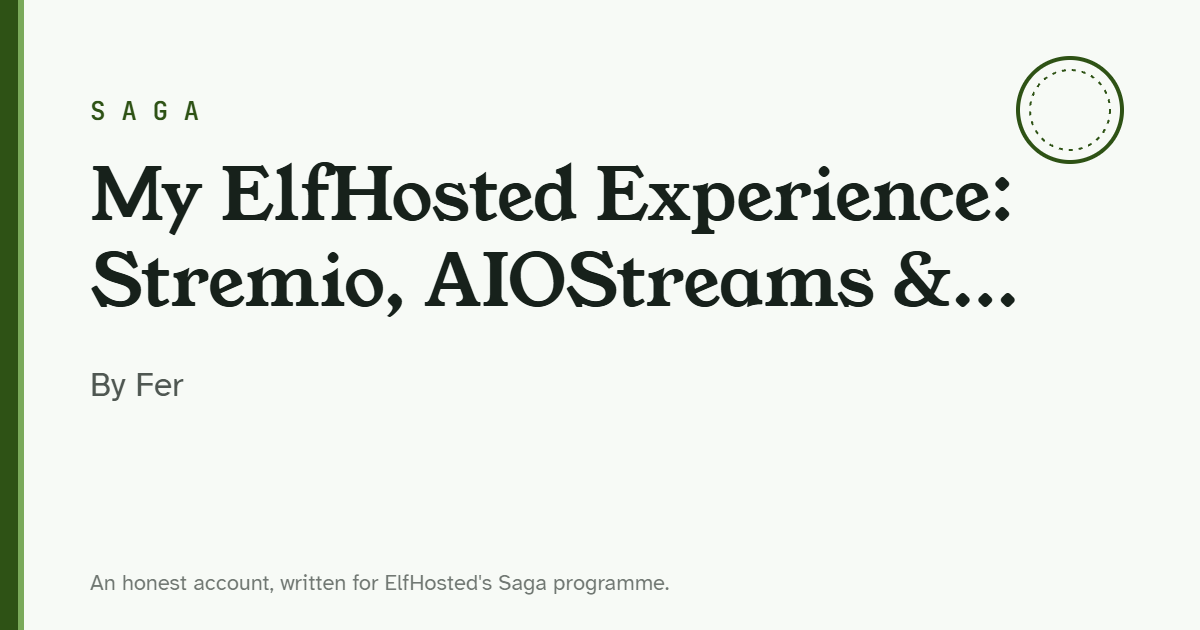 SAGA
My ElfHosted Experience:
Stremio, AIOStreams &...
By Fer
An honest account, written for ElfHosted's Saga programme.